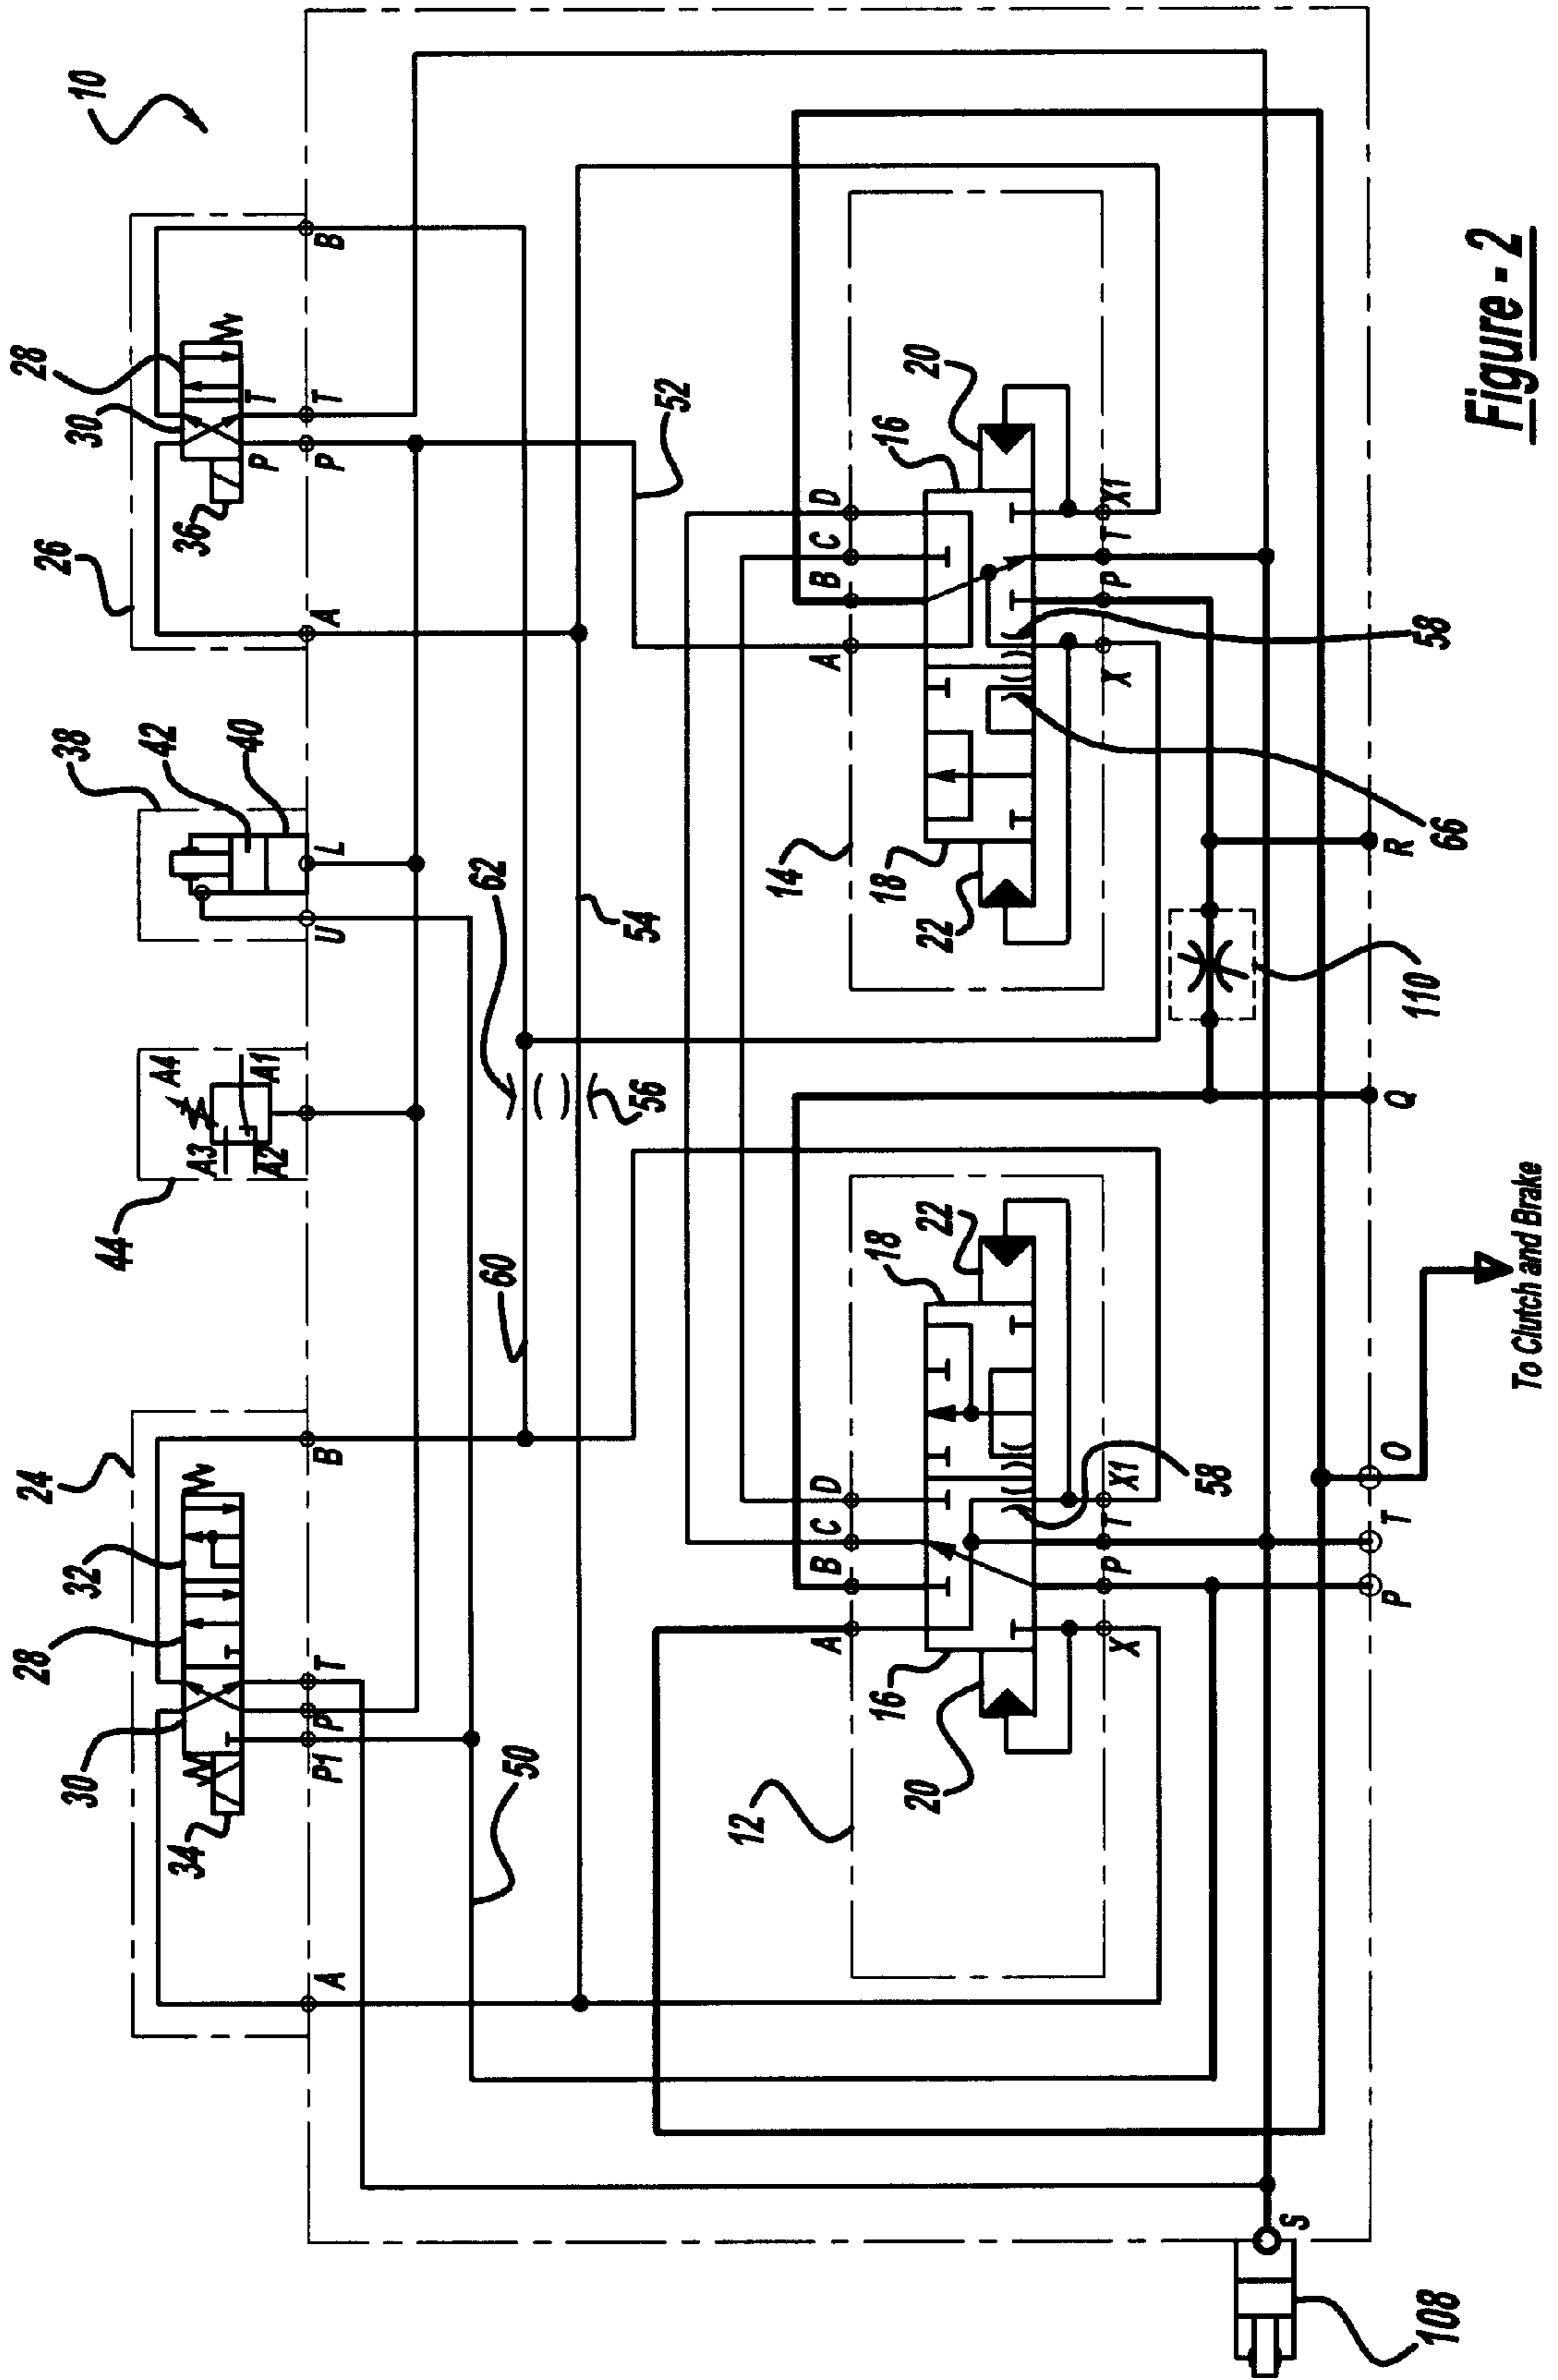 10
26
36
30
28
P
T
A
P
T
B
38
42
40
U
L
44
A3
A4
A2
A1
24
34
30
28
32
A
P1
P
T
B
50
60
62
56
54
52
12
20
16
18
22
A
B
C
D
X
P
T
X1
58
14
22
18
16
20
A
B
C
D
X
P
T
X1
58
66
110
108
S
P
T
O
Q
R
To Clutch and Brake
Figure - 2